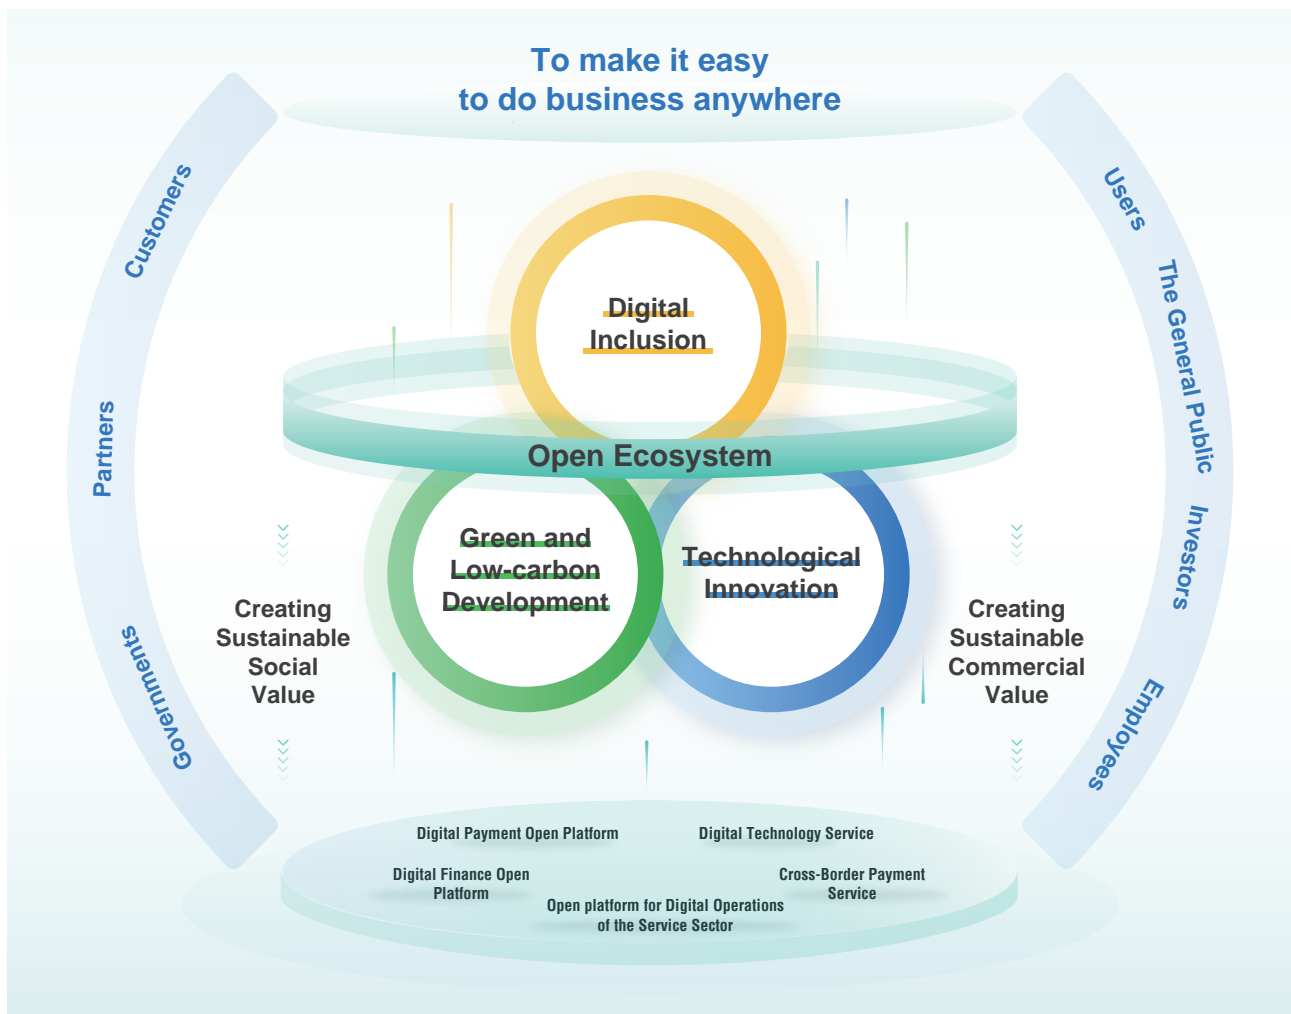 To make it easy
to do business anywhere
Customers
Partners
Governments
Users
The General Public
Investors
Employees
Digital
Inclusion
Open Ecosystem
Green and
Low-carbon
Development
Technological
Innovation
Creating
Sustainable
Social
Value
Creating
Sustainable
Commercial
Value
Digital Payment Open Platform
Digital Technology Service
Digital Finance Open
Platform
Cross-Border Payment
Service
Open platform for Digital Operations
of the Service Sector